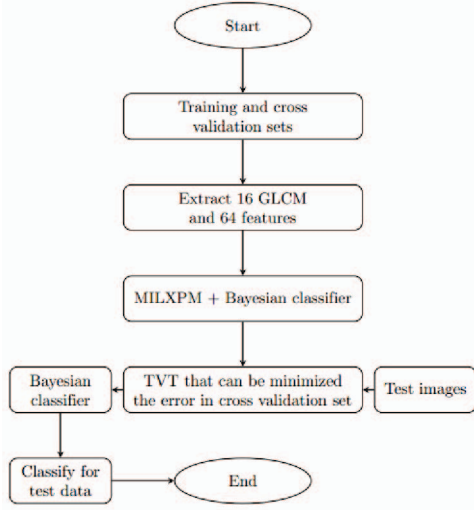 Start
Training and cross
validation sets
Extract 16 GLCM
and 64 features
MILXPM + Bayesian classifier
Bayesian
classifier
TVT that can be minimized
the error in cross validation set
Test images
Classify for
test data
End